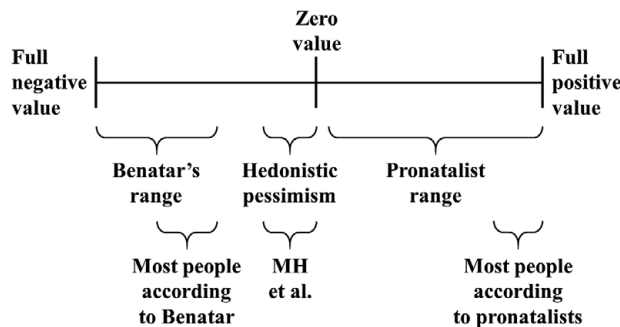 Zero
value
Full
negative
value
Full
positive
value
Benatar’s
range
Hedonistic
pessimism
Pronatalist
range
Most people
according
to Benatar
MH
et al.
Most people
according
to pronatalists